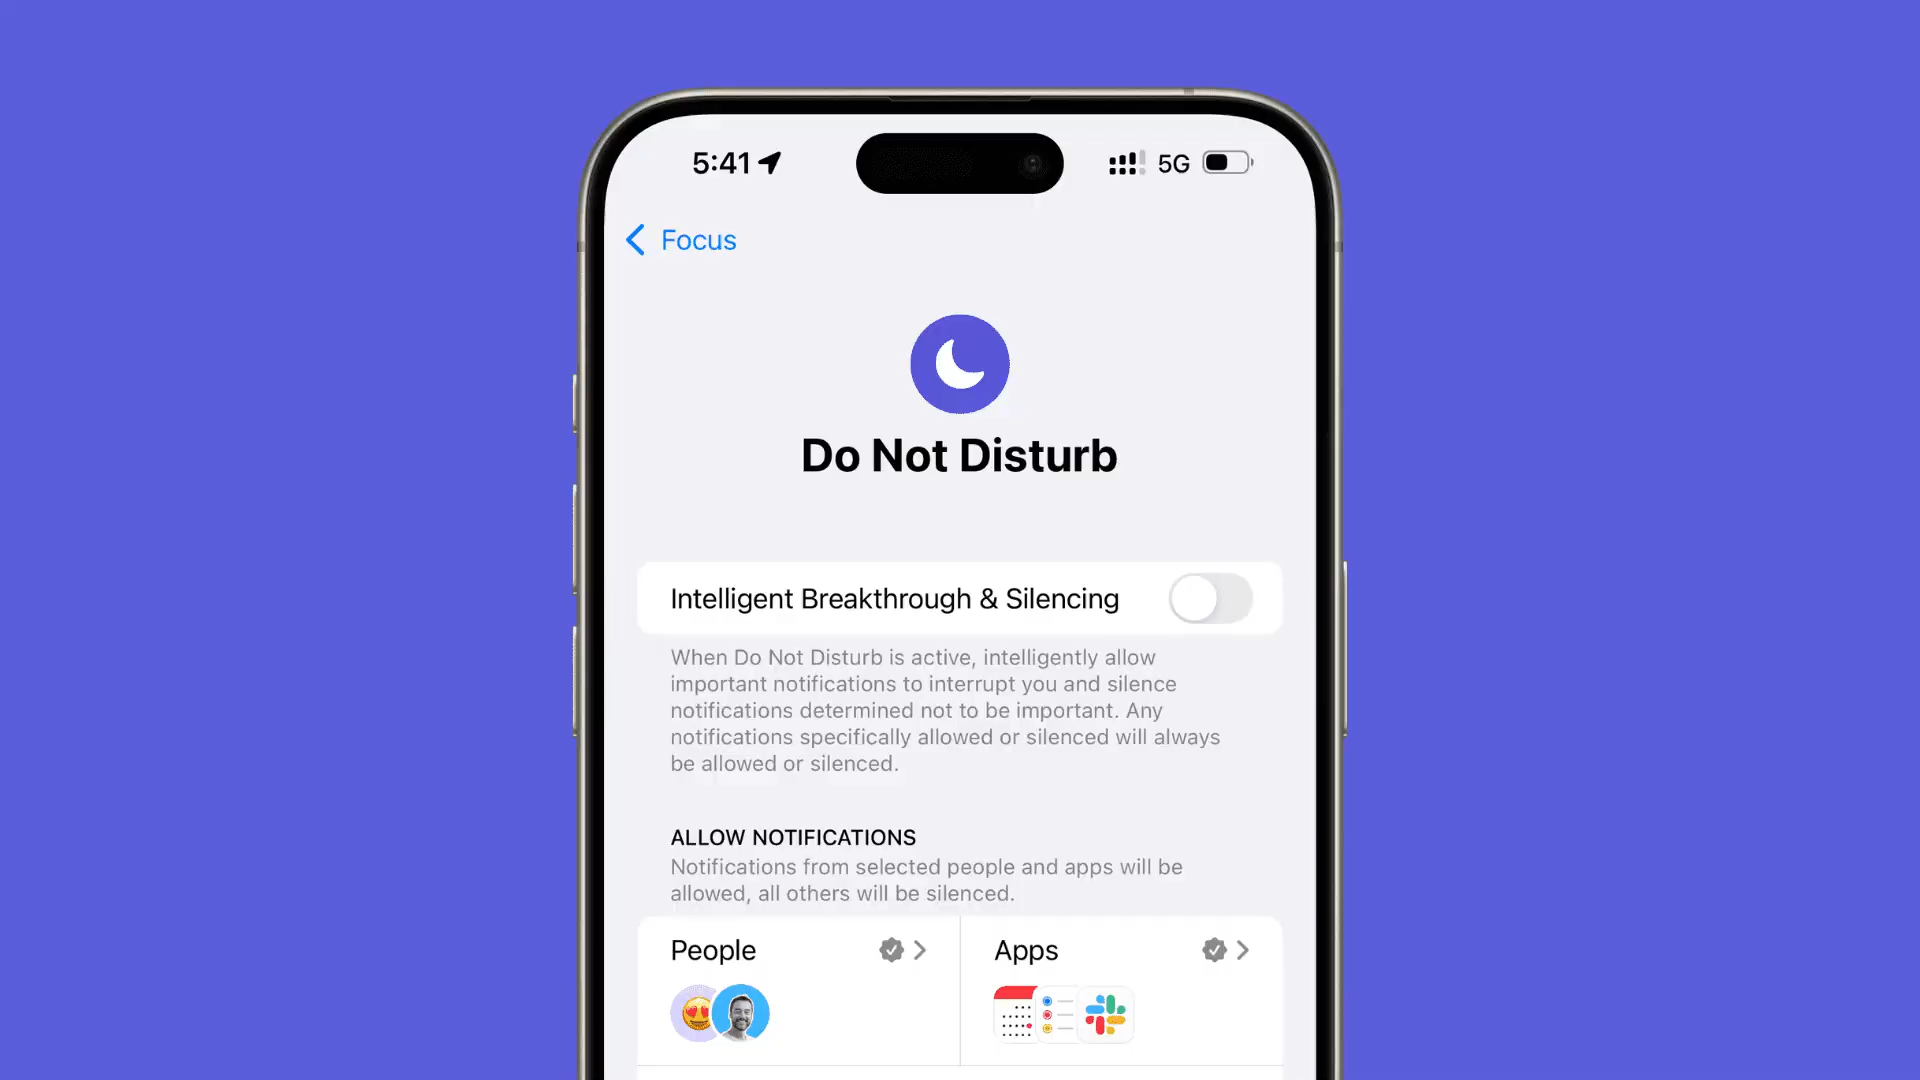 5:41
5G
Focus
Do Not Disturb
Intelligent Breakthrough & Silencing
When Do Not Disturb is active, intelligently allow
important notifications to interrupt you and silence
notifications determined not to be important. Any
notifications specifically allowed or silenced will always
be allowed or silenced.
ALLOW NOTIFICATIONS
Notifications from selected people and apps will be
allowed, all others will be silenced.
People
Apps